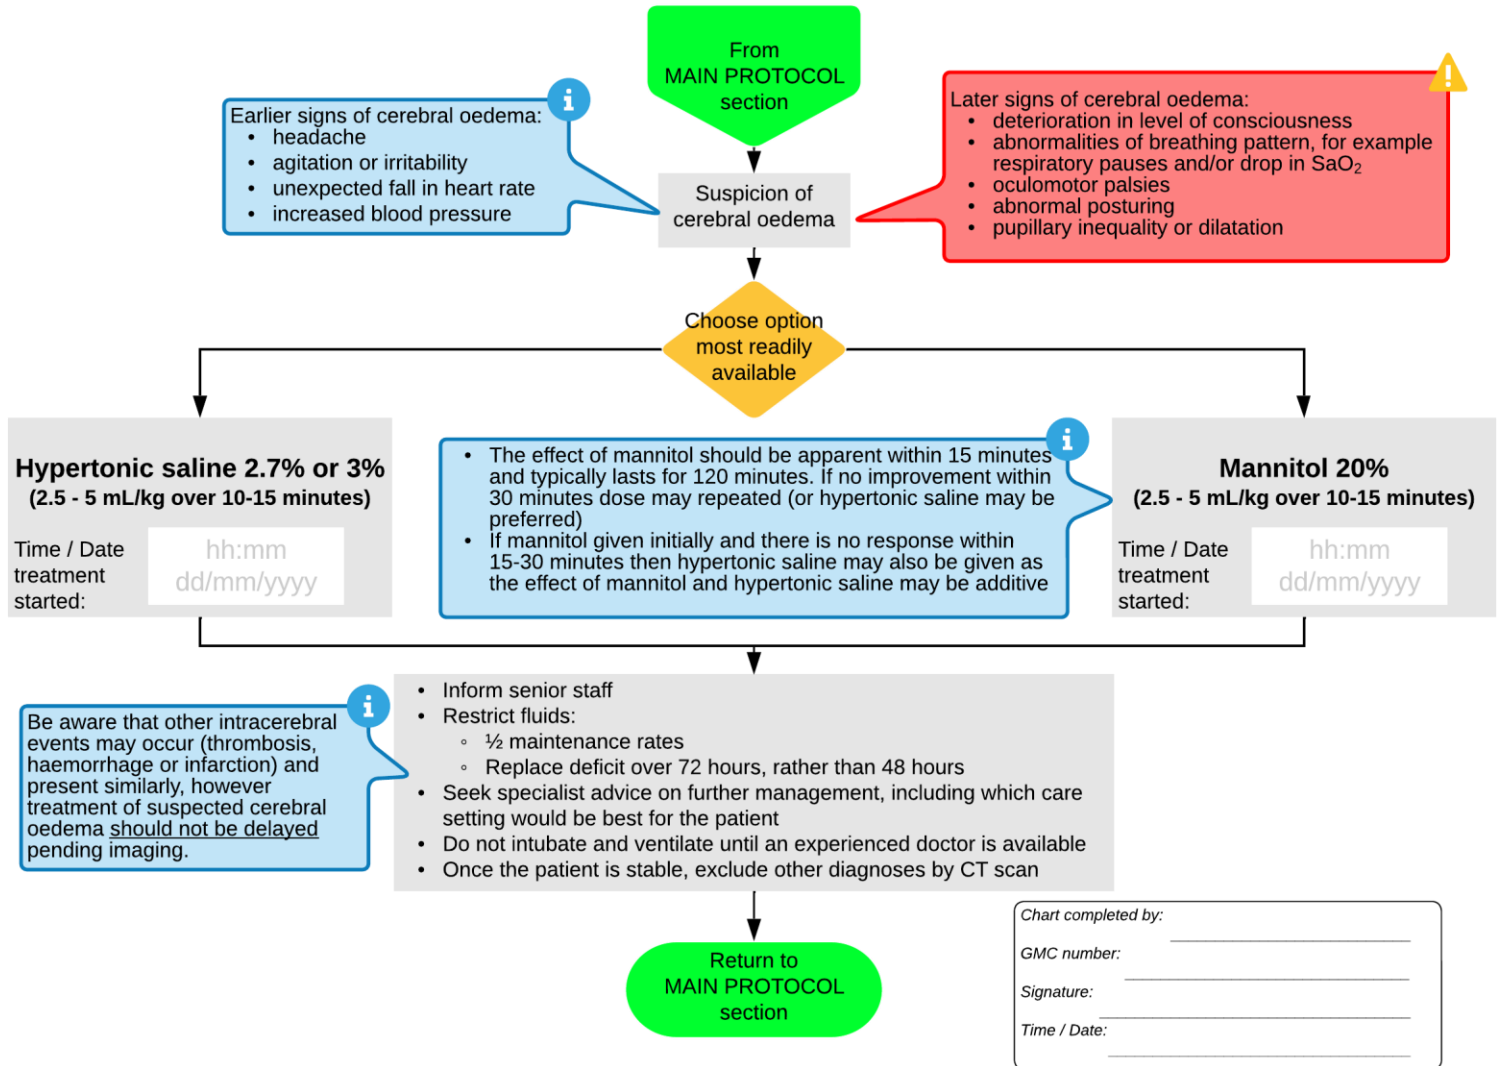 From
MAIN PROTOCOL
section
Earlier signs of cerebral oedema:
• headache
• agitation or irritability
• unexpected fall in heart rate
• increased blood pressure
Later signs of cerebral oedema:
• deterioration in level of consciousness
• abnormalities of breathing pattern, for example
respiratory pauses and/or drop in SaO₂
• oculomotor palsies
• abnormal posturing
• pupillary inequality or dilatation
Suspicion of
cerebral oedema
Choose option
most readily
available
Hypertonic saline 2.7% or 3%
(2.5 - 5 mL/kg over 10-15 minutes)
Time / Date
treatment
started:
hh:mm
dd/mm/yyyy
• The effect of mannitol should be apparent within 15 minutes
and typically lasts for 120 minutes. If no improvement within
30 minutes dose may repeated (or hypertonic saline may be
preferred)
• If mannitol given initially and there is no response within
15-30 minutes then hypertonic saline may also be given as
the effect of mannitol and hypertonic saline may be additive
Mannitol 20%
(2.5 - 5 mL/kg over 10-15 minutes)
Time / Date
treatment
started:
hh:mm
dd/mm/yyyy
Be aware that other intracerebral
events may occur (thrombosis,
haemorrhage or infarction) and
present similarly, however
treatment of suspected cerebral
oedema should not be delayed
pending imaging.
• Inform senior staff
• Restrict fluids:
◦ ½ maintenance rates
◦ Replace deficit over 72 hours, rather than 48 hours
• Seek specialist advice on further management, including which care
setting would be best for the patient
• Do not intubate and ventilate until an experienced doctor is available
• Once the patient is stable, exclude other diagnoses by CT scan
Return to
MAIN PROTOCOL
section
Chart completed by:
GMC number:
Signature:
Time / Date: